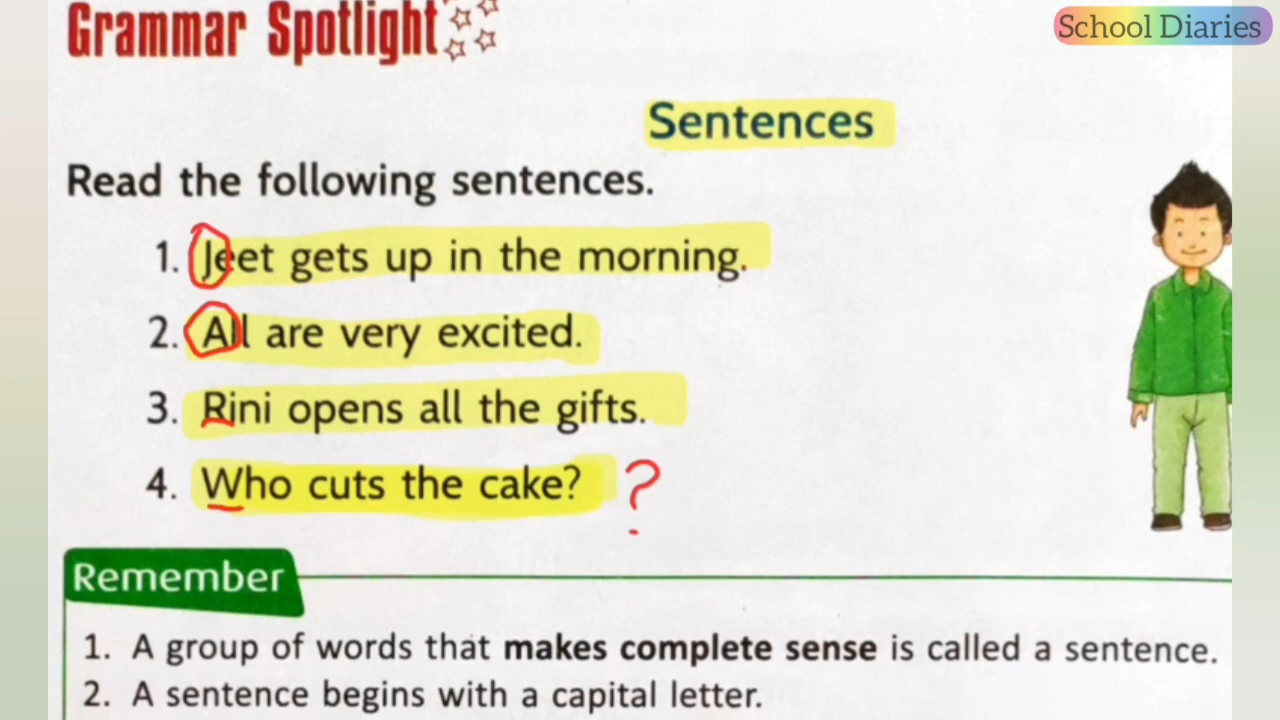 Grammar Spotlight
School Diaries
Sentences
Read the following sentences.
1. Jeet gets up in the morning.
2. All are very excited.
3. Rini opens all the gifts.
4. Who cuts the cake? ?
Remember
1. A group of words that makes complete sense is called a sentence.
2. A sentence begins with a capital letter.